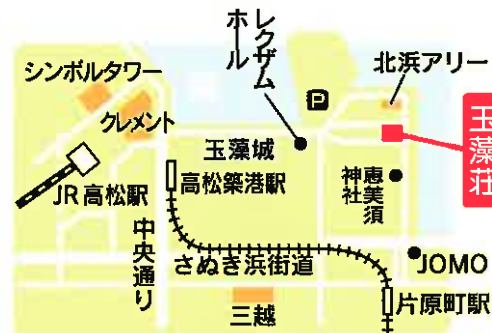 シンボルタワー
クレメント
レクザム
ホール
P
北浜アリー
玉藻荘
玉藻城
恵美須
神社
JR高松駅
高松築港駅
中央通り
さぬき浜街道
JOMO
三越
片原町駅